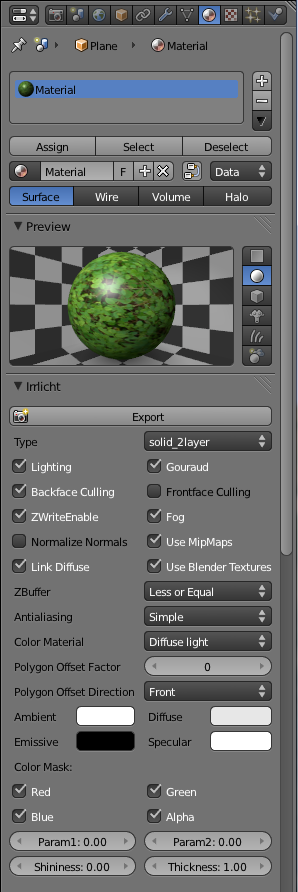 Plane Material
Material
Assign Select Deselect
Material F Data
Surface Wire Volume Halo
Preview
Irrlicht
Export
Type solid_2layer
Lighting Gouraud
Backface Culling Frontface Culling
ZWriteEnable Fog
Normalize Normals Use MipMaps
Link Diffuse Use Blender Textures
ZBuffer Less or Equal
Antialiasing Simple
Color Material Diffuse light
Polygon Offset Factor 0
Polygon Offset Direction Front
Ambient Diffuse
Emissive Specular
Color Mask:
Red Green
Blue Alpha
Param1: 0.00 Param2: 0.00
Shininess: 0.00 Thickness: 1.00